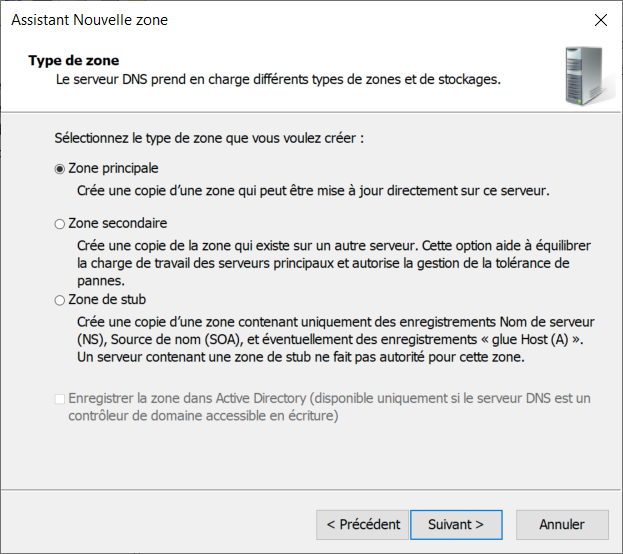 Assistant Nouvelle zone
Type de zone
Le serveur DNS prend en charge différents types de zones et de stockages.
Sélectionnez le type de zone que vous voulez créer :
Zone principale
Crée une copie d’une zone qui peut être mise à jour directement sur ce serveur.
Zone secondaire
Crée une copie de la zone qui existe sur un autre serveur. Cette option aide à équilibrer
la charge de travail des serveurs principaux et autorise la gestion de la tolérance de
pannes.
Zone de stub
Crée une copie d’une zone contenant uniquement des enregistrements Nom de serveur
(NS), Source de nom (SOA), et éventuellement des enregistrements « glue Host (A) ».
Un serveur contenant une zone de stub ne fait pas autorité pour cette zone.
Enregistrer la zone dans Active Directory (disponible uniquement si le serveur DNS est un
contrôleur de domaine accessible en écriture)
< Précédent
Suivant >
Annuler